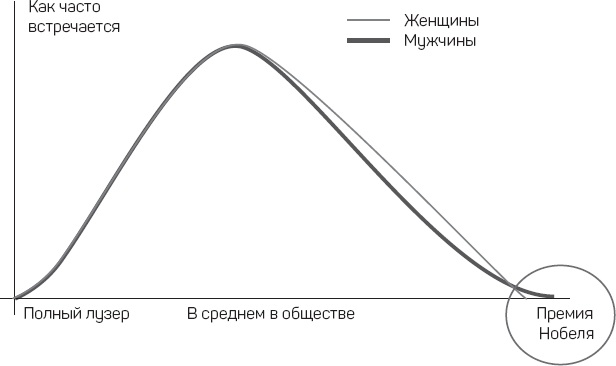 Как часто
встречается
Женщины
Мужчины
Полный лузер
В среднем в обществе
Премия
Нобеля